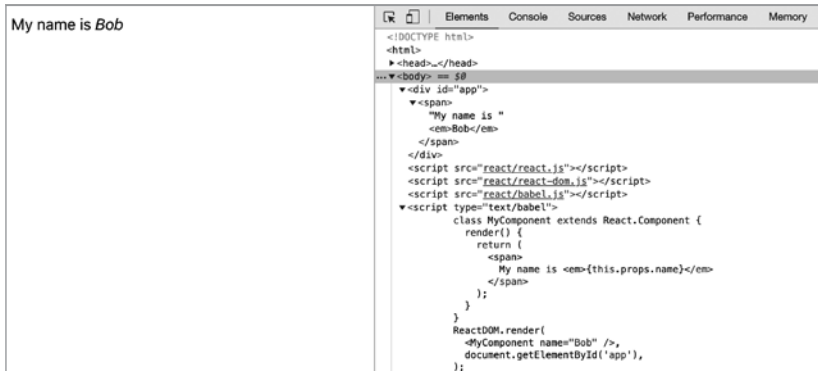 My name is Bob
Elements Console Sources Network Performance Memory
<!DOCTYPE html>
<html>
▶<head>…</head>
…▼<body> == $0
▼<div id="app">
▼<span>
"My name is "
<em>Bob</em>
</span>
</div>
<script src="react/react.js"></script>
<script src="react/react-dom.js"></script>
<script src="react/babel.js"></script>
▼<script type="text/babel">
class MyComponent extends React.Component {
render() {
return (
<span>
My name is <em>{this.props.name}</em>
</span>
);
}
}
ReactDOM.render(
<MyComponent name="Bob" />,
document.getElementById('app'),
);